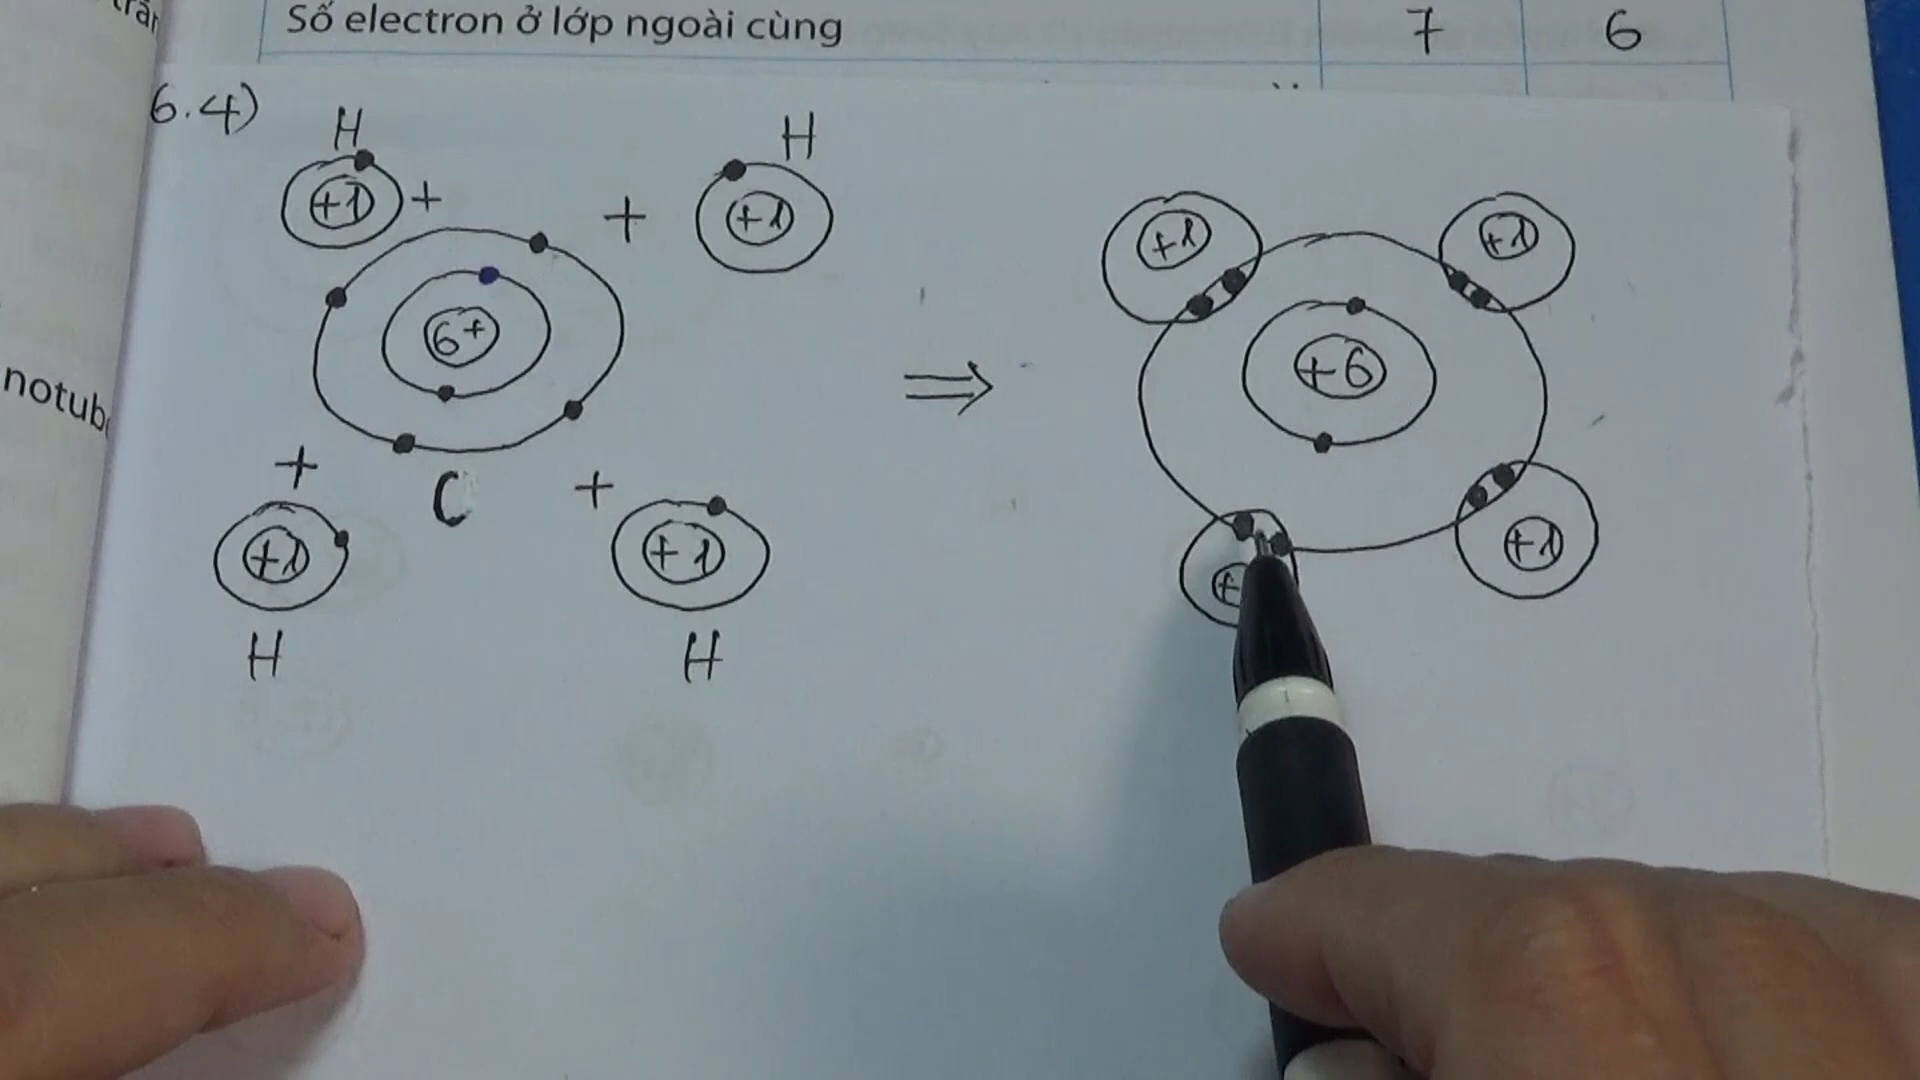 Số electron ở lớp ngoài cùng 7 6
6.4)
H H
+1 + + +1
6+
+ C +
+1 +1
H H
⇒
+1 +1
+6
+1
notub